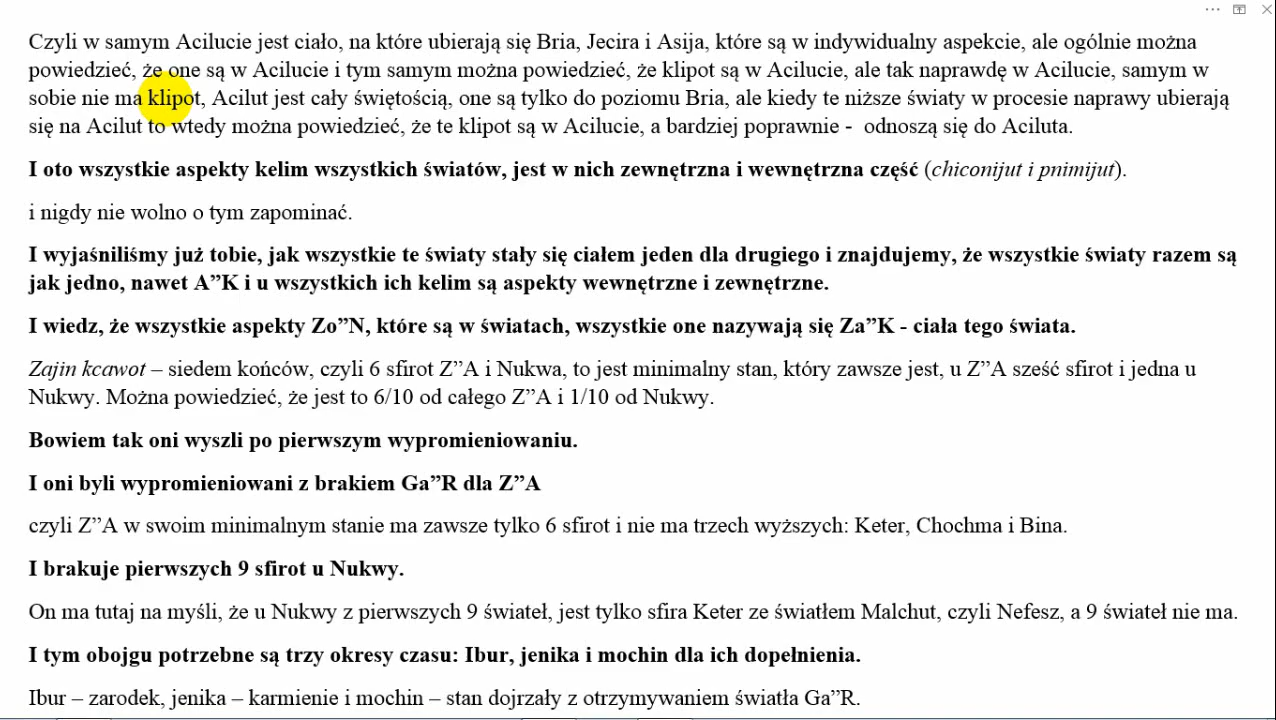 Czyli w samym Acilucie jest ciało, na które ubierają się Bria, Jecira i Asija, które są w indywidualny aspekcie, ale ogólnie można
powiedzieć, że one są w Acilucie i tym samym można powiedzieć, że klipot są w Acilucie, ale tak naprawdę w Acilucie, samym w
sobie nie ma klipot, Acilut jest cały świętością, one są tylko do poziomu Bria, ale kiedy te niższe światy w procesie naprawy ubierają
się na Acilut to wtedy można powiedzieć, że te klipot są w Acilucie, a bardziej poprawnie -  odnoszą się do Aciluta.
I oto wszystkie aspekty kelim wszystkich światów, jest w nich zewnętrzna i wewnętrzna część (chiconijut i pnimijut).
i nigdy nie wolno o tym zapominać.
I wyjaśniliśmy już tobie, jak wszystkie te światy stały się ciałem jeden dla drugiego i znajdujemy, że wszystkie światy razem są
jak jedno, nawet A”K i u wszystkich ich kelim są aspekty wewnętrzne i zewnętrzne.
I wiedz, że wszystkie aspekty Zo”N, które są w światach, wszystkie one nazywają się Za”K - ciała tego świata.
Zajin kcawot – siedem końców, czyli 6 sfirot Z”A i Nukwa, to jest minimalny stan, który zawsze jest, u Z”A sześć sfirot i jedna u
Nukwy. Można powiedzieć, że jest to 6/10 od całego Z”A i 1/10 od Nukwy.
Bowiem tak oni wyszli po pierwszym wypromieniowaniu.
I oni byli wypromieniowani z brakiem Ga”R dla Z”A
czyli Z”A w swoim minimalnym stanie ma zawsze tylko 6 sfirot i nie ma trzech wyższych: Keter, Chochma i Bina.
I brakuje pierwszych 9 sfirot u Nukwy.
On ma tutaj na myśli, że u Nukwy z pierwszych 9 świateł, jest tylko sfira Keter ze światłem Malchut, czyli Nefesz, a 9 świateł nie ma.
I tym obojgu potrzebne są trzy okresy czasu: Ibur, jenika i mochin dla ich dopełnienia.
Ibur – zarodek, jenika – karmienie i mochin – stan dojrzały z otrzymywaniem światła Ga”R.